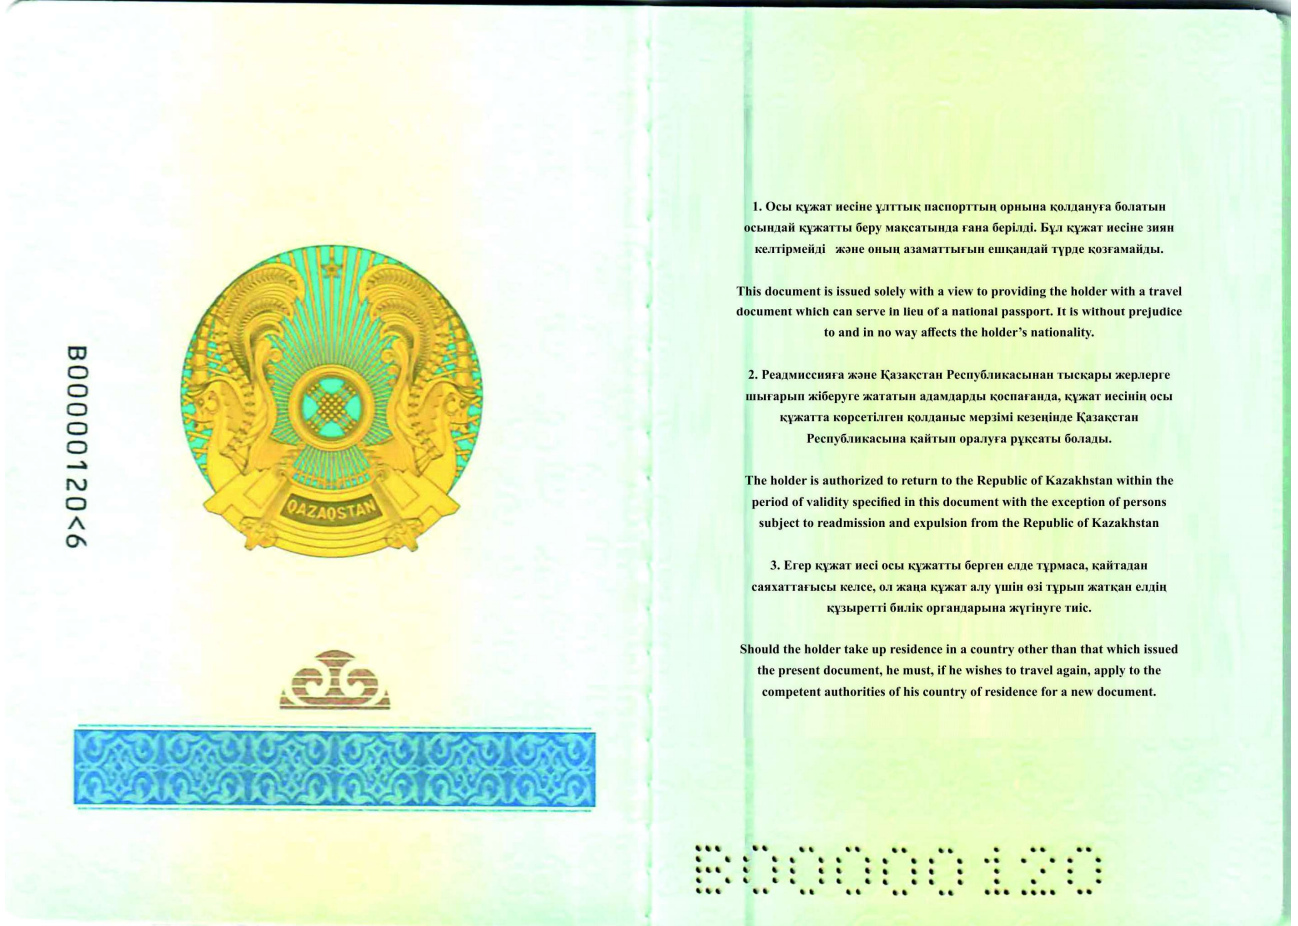 B00000120<6
QAZAQSTAN
1. Осы құжат иесіне ұлттық паспорттың орнына қолдануға болатын
осындай құжатты беру мақсатында ғана берілді. Бұл құжат иесіне зиян
келтірмейді және оның азаматтығын ешқандай түрде қозғамайды.
This document is issued solely with a view to providing the holder with a travel
document which can serve in lieu of a national passport. It is without prejudice
to and in no way affects the holder’s nationality.
2. Реадмиссияға және Қазақстан Республикасынан тысқары жерлерге
шығарып жіберуге жататын адамдарды қоспағанда, құжат иесінің осы
құжатта көрсетілген қолданыс мерзімі кезеңінде Қазақстан
Республикасына қайтып оралуға рұқсаты болады.
The holder is authorized to return to the Republic of Kazakhstan within the
period of validity specified in this document with the exception of persons
subject to readmission and expulsion from the Republic of Kazakhstan
3. Егер құжат иесі осы құжатты берген елде тұрмаса, қайтадан
саяхаттағысы келсе, ол жаңа құжат алу үшін өзі тұрып жатқан елдің
құзыретті билік органдарына жүгінуге тиіс.
Should the holder take up residence in a country other than that which issued
the present document, he must, if he wishes to travel again, apply to the
competent authorities of his country of residence for a new document.
B00000120